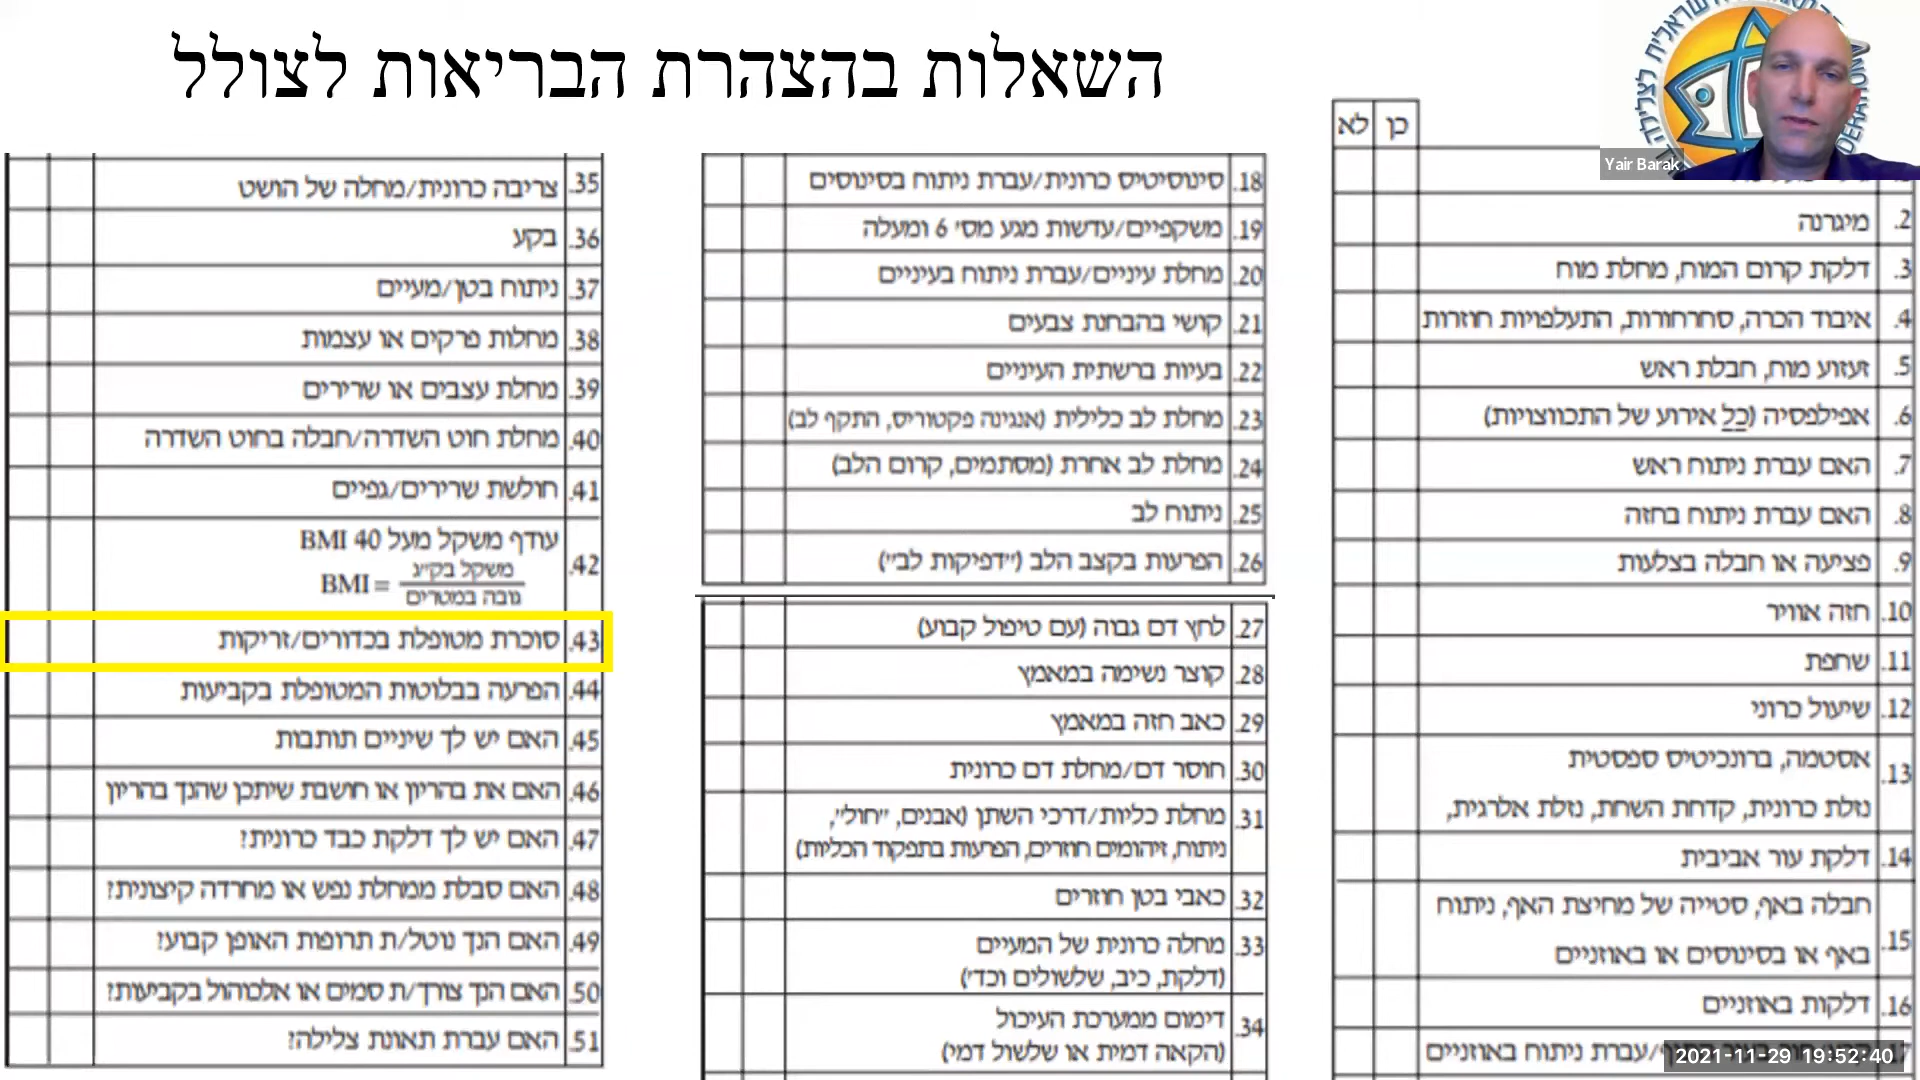 השאלות בהצהרת הבריאות לצולל
Yair Barak
כן לא
2. מיגרנה
3. דלקת קרום המוח, מחלת מוח
4. איבוד הכרה, סחרחורות, התעלפויות חוזרות
5. זעזוע מוח, חבלת ראש
6. אפילפסיה (כל אירוע של התכווצויות)
7. האם עברת ניתוח ראש
8. האם עברת ניתוח בחזה
9. פציעה או חבלה בצלעות
10. חזה אוויר
11. שחפת
12. שיעול כרוני
13. אסטמה, ברונכיטיס ספסטית
נזלת כרונית, קדחת השחת, נזלת אלרגית,
14. דלקת עור אביבית
15. חבלה באף, סטייה של מחיצת האף, ניתוח
באף או בסינוסים או באוזניים
16. דלקות באוזניים
/עברת ניתוח באוזניים
18. סינוסיטיס כרונית/עברת ניתוח בסינוסים
19. משקפיים/עדשות מגע מס' 6 ומעלה
20. מחלת עיניים/עברת ניתוח בעיניים
21. קושי בהבחנת צבעים
22. בעיות ברשתית העיניים
23. מחלת לב כלילית (אנגינה פקטוריס, התקף לב)
24. מחלת לב אחרת (מסתמים, קרום הלב)
25. ניתוח לב
26. הפרעות בקצב הלב ("דפיקות לב")
27. לחץ דם גבוה (עם טיפול קבוע)
28. קוצר נשימה במאמץ
29. כאב חזה במאמץ
30. חוסר דם/מחלת דם כרונית
31. מחלת כליות/דרכי השתן (אבנים, "חול",
ניתוח, זיהומים חוזרים, הפרעות בתפקוד הכליות)
32. כאבי בטן חוזרים
33. מחלה כרונית של המעיים
(דלקת, כיב, שלשולים וכד')
34. דימום ממערכת העיכול
(הקאה דמית או שלשול דמי)
35. צריבה כרונית/מחלה של הושט
36. בקע
37. ניתוח בטן/מעיים
38. מחלות פרקים או עצמות
39. מחלת עצבים או שרירים
40. מחלת חוט השדרה/חבלה בחוט השדרה
41. חולשת שרירים/גפיים
42. עודף משקל מעל BMI 40
BMI = משקל בק"ג
גובה במטרים
43. סוכרת מטופלת בכדורים/זריקות
44. הפרעה בבלוטות המטופלת בקביעות
45. האם יש לך שיניים תותבות
46. האם את בהריון או חושבת שיתכן שהנך בהריון
47. האם יש לך דלקת כבד כרונית?
48. האם סבלת ממחלת נפש או מחרדה קיצונית?
49. האם הנך נוטל/ת תרופות האופן קבוע?
50. האם הנך צורך/ת סמים או אלכוהול בקביעות?
51. האם עברת תאונת צלילה?
2021-11-29 19:52:40